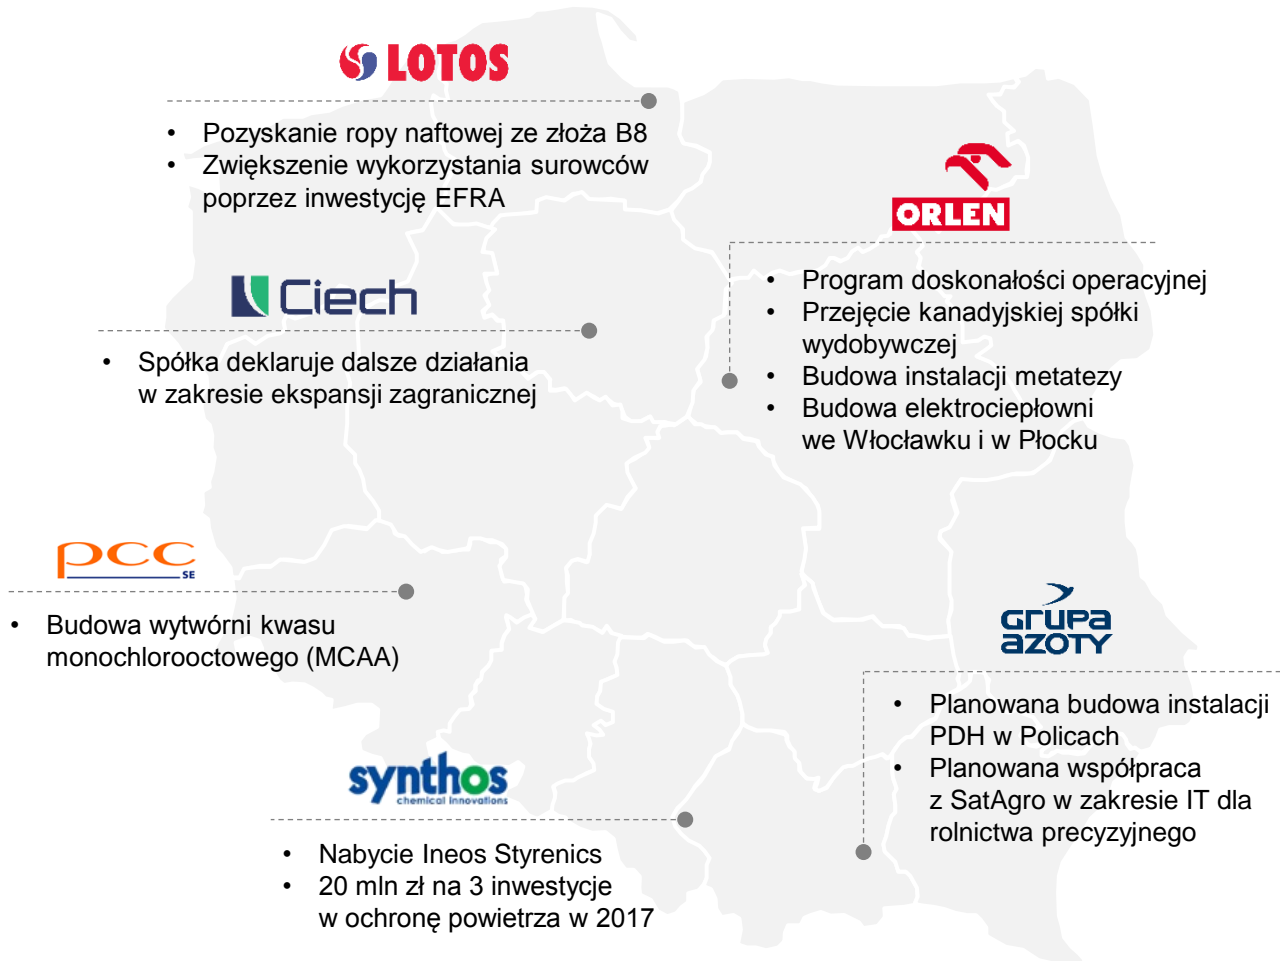 LOTOS
• Pozyskanie ropy naftowej ze złoża B8
• Zwiększenie wykorzystania surowców
poprzez inwestycję EFRA
ORLEN
• Program doskonałości operacyjnej
• Przejęcie kanadyjskiej spółki
wydobywczej
• Budowa instalacji metatezy
• Budowa elektrociepłowni
we Włocławku i w Płocku
Ciech
• Spółka deklaruje dalsze działania
w zakresie ekspansji zagranicznej
pcc
SE
• Budowa wytwórni kwasu
monochlorooctowego (MCAA)
GRUPA
AZOTY
• Planowana budowa instalacji
PDH w Policach
• Planowana współpraca
z SatAgro w zakresie IT dla
rolnictwa precyzyjnego
synthos
chemical innovations
• Nabycie Ineos Styrenics
• 20 mln zł na 3 inwestycje
w ochronę powietrza w 2017